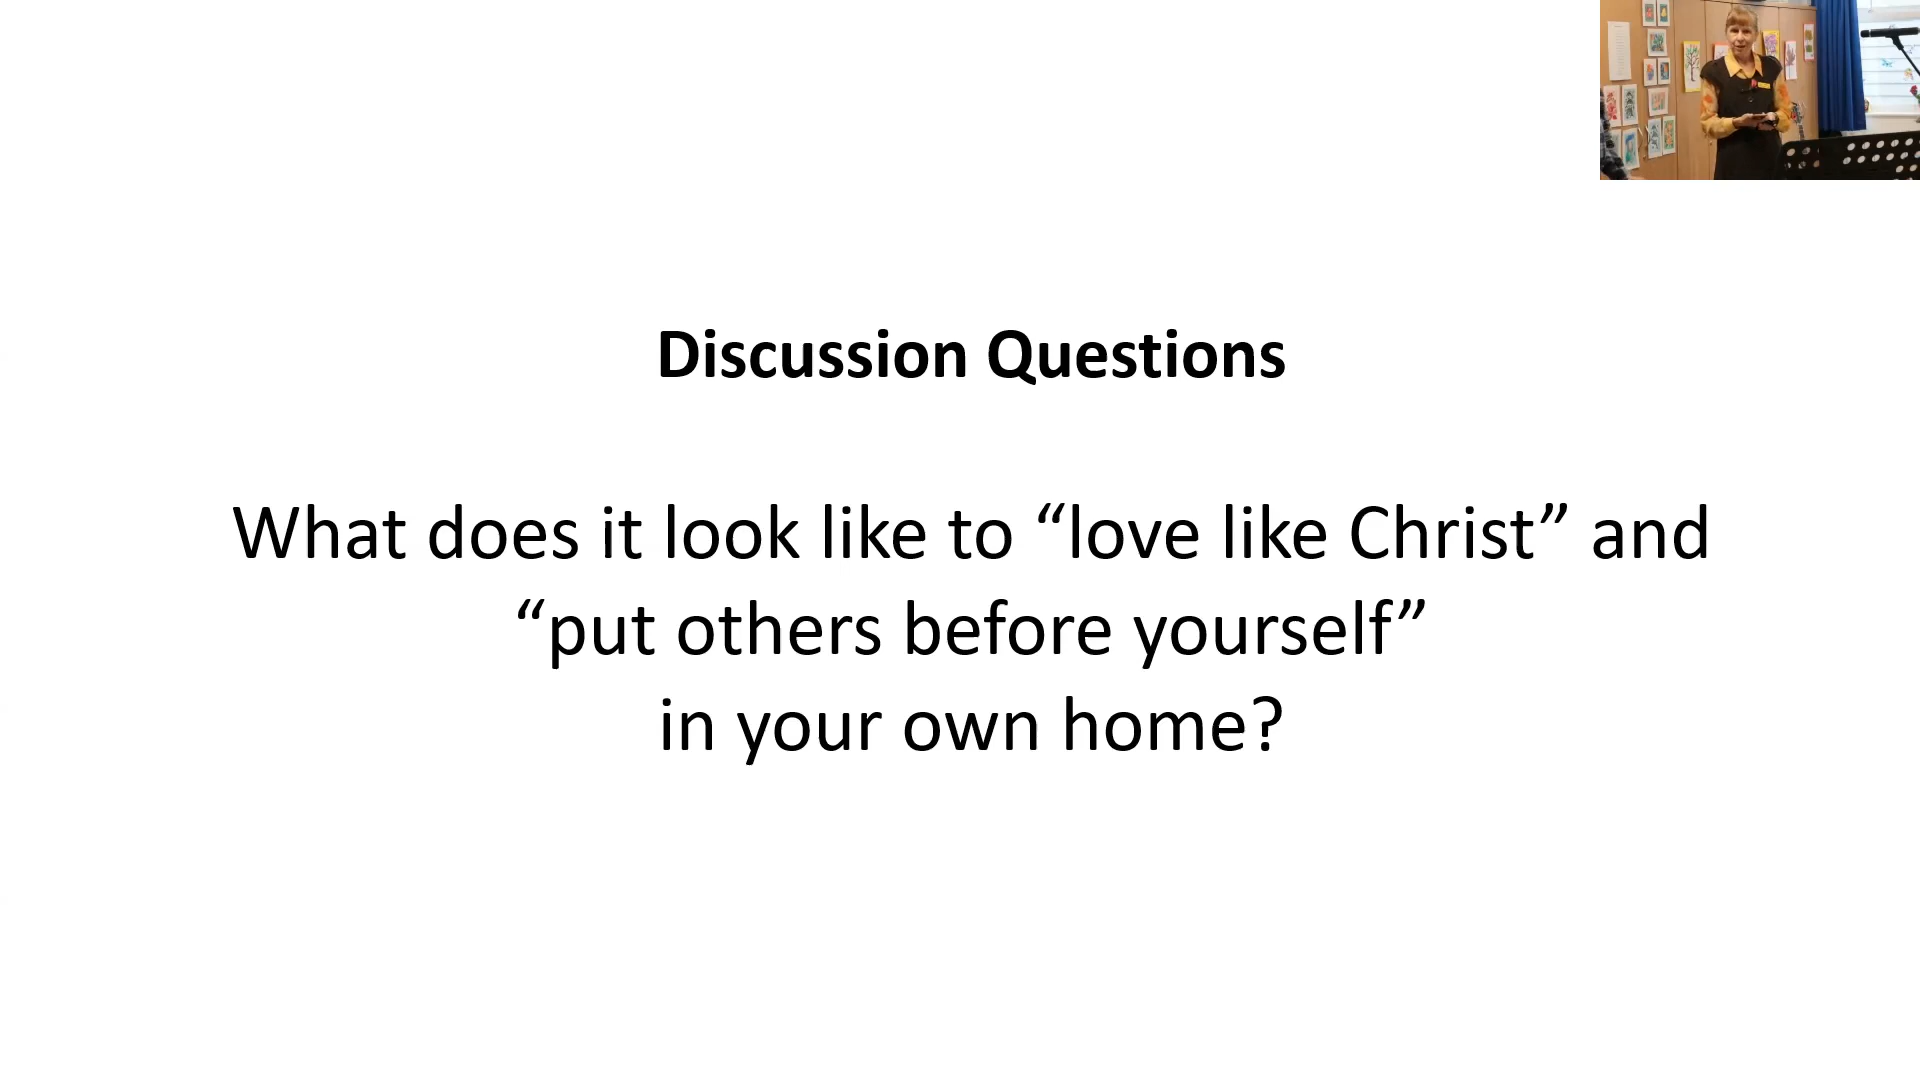 Discussion Questions
What does it look like to “love like Christ” and
“put others before yourself”
in your own home?